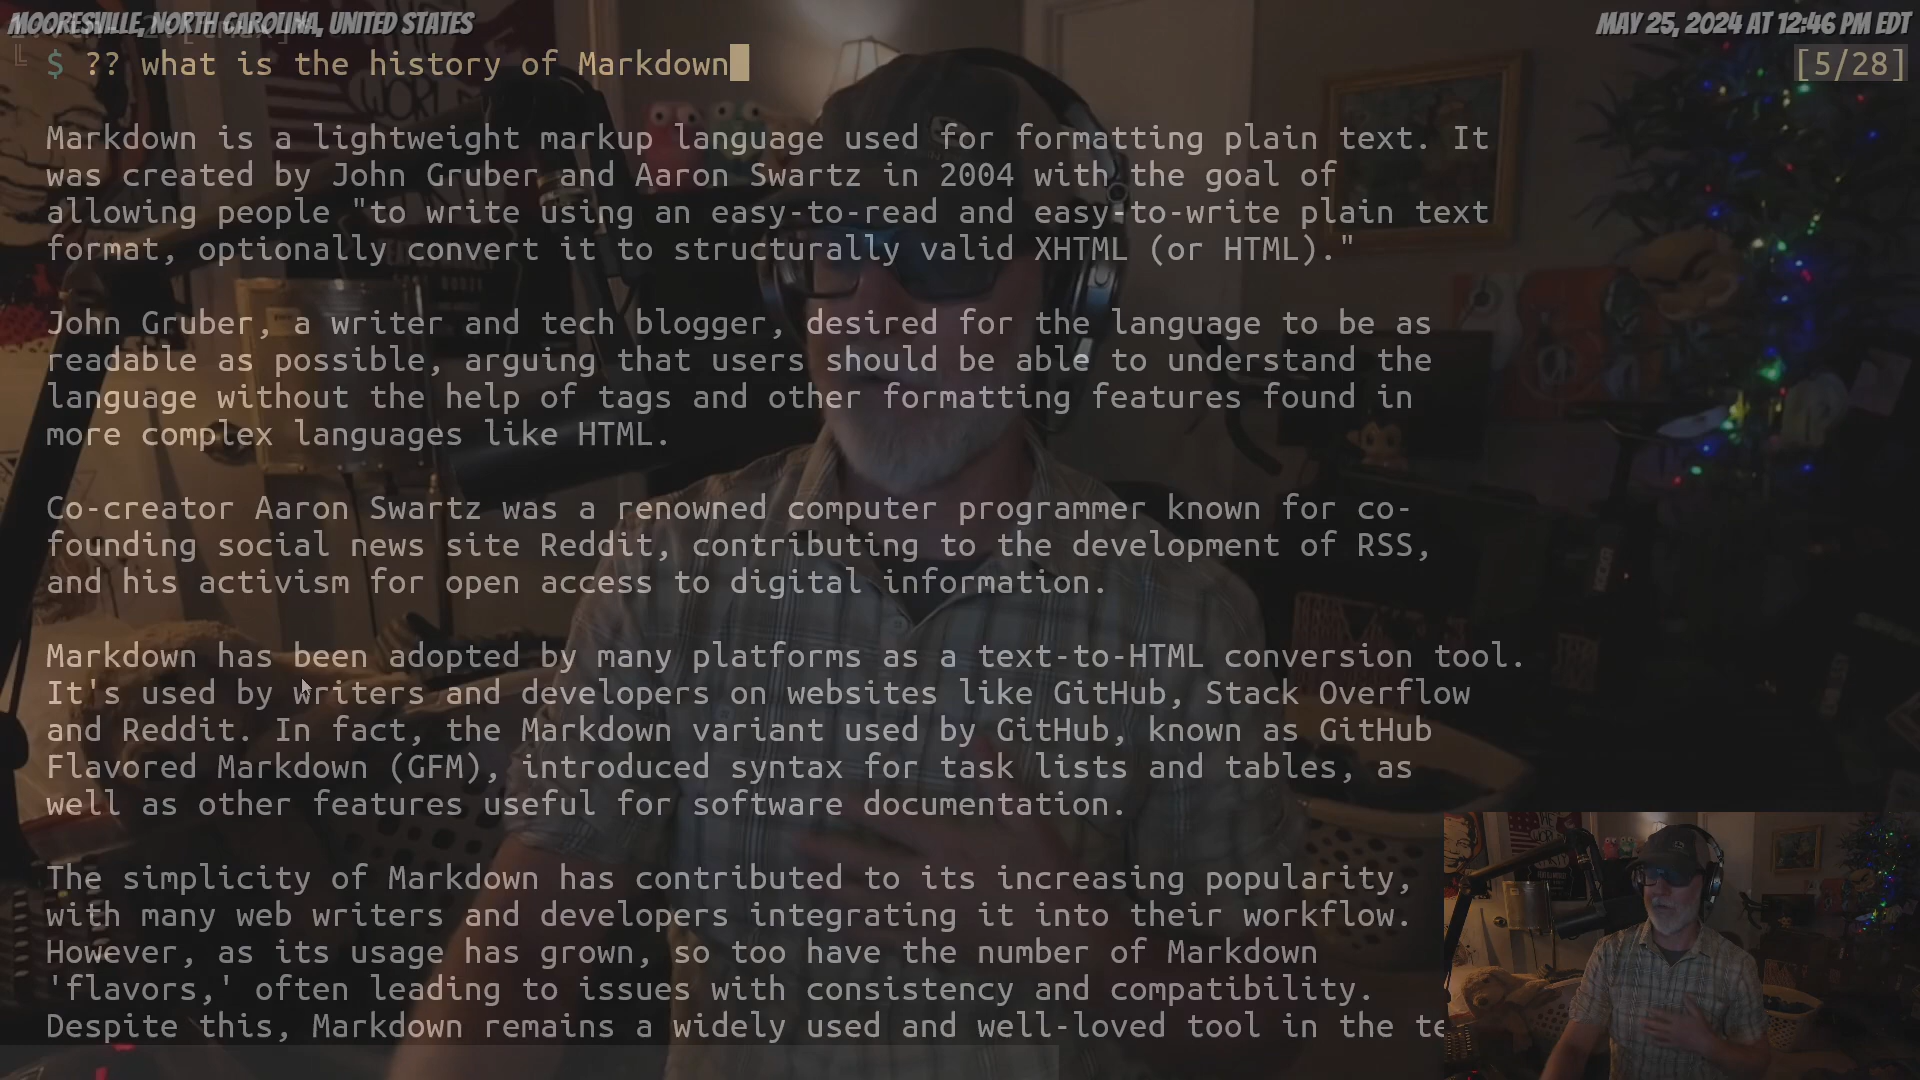 MOORESVILLE, NORTH CAROLINA, UNITED STATES
MAY 25, 2024 AT 12:46 PM EDT
╚ $ ?? what is the history of Markdown
[5/28]
Markdown is a lightweight markup language used for formatting plain text. It
was created by John Gruber and Aaron Swartz in 2004 with the goal of
allowing people "to write using an easy-to-read and easy-to-write plain text
format, optionally convert it to structurally valid XHTML (or HTML)."
John Gruber, a writer and tech blogger, desired for the language to be as
readable as possible, arguing that users should be able to understand the
language without the help of tags and other formatting features found in
more complex languages like HTML.
Co-creator Aaron Swartz was a renowned computer programmer known for co-
founding social news site Reddit, contributing to the development of RSS,
and his activism for open access to digital information.
Markdown has been adopted by many platforms as a text-to-HTML conversion tool.
It's used by writers and developers on websites like GitHub, Stack Overflow
and Reddit. In fact, the Markdown variant used by GitHub, known as GitHub
Flavored Markdown (GFM), introduced syntax for task lists and tables, as
well as other features useful for software documentation.
The simplicity of Markdown has contributed to its increasing popularity,
with many web writers and developers integrating it into their workflow.
However, as its usage has grown, so too have the number of Markdown
'flavors,' often leading to issues with consistency and compatibility.
Despite this, Markdown remains a widely used and well-loved tool in the te